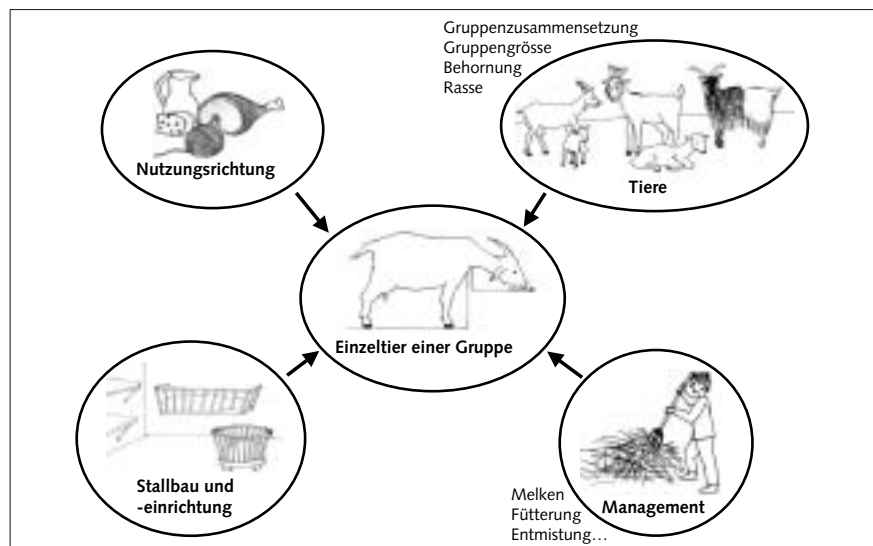 Gruppenzusammensetzung
Gruppengrösse
Behornung
Rasse
Nutzungsrichtung
Tiere
Einzeltier einer Gruppe
Stallbau und
-einrichtung
Melken
Fütterung
Entmistung...
Management